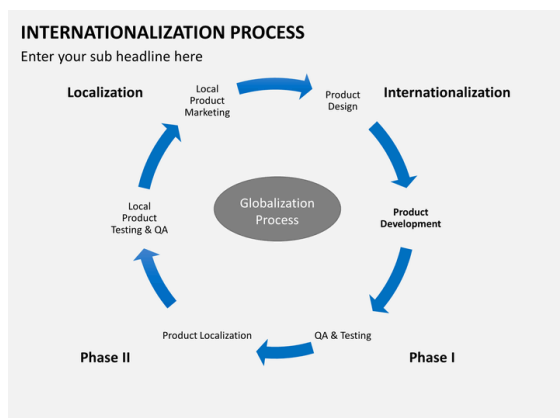 INTERNATIONALIZATION PROCESS
Enter your sub headline here
Localization
Local
Product
Marketing
Product
Design
Internationalization
Globalization
Process
Local
Product
Testing & QA
Product
Development
Product Localization
QA & Testing
Phase II
Phase I